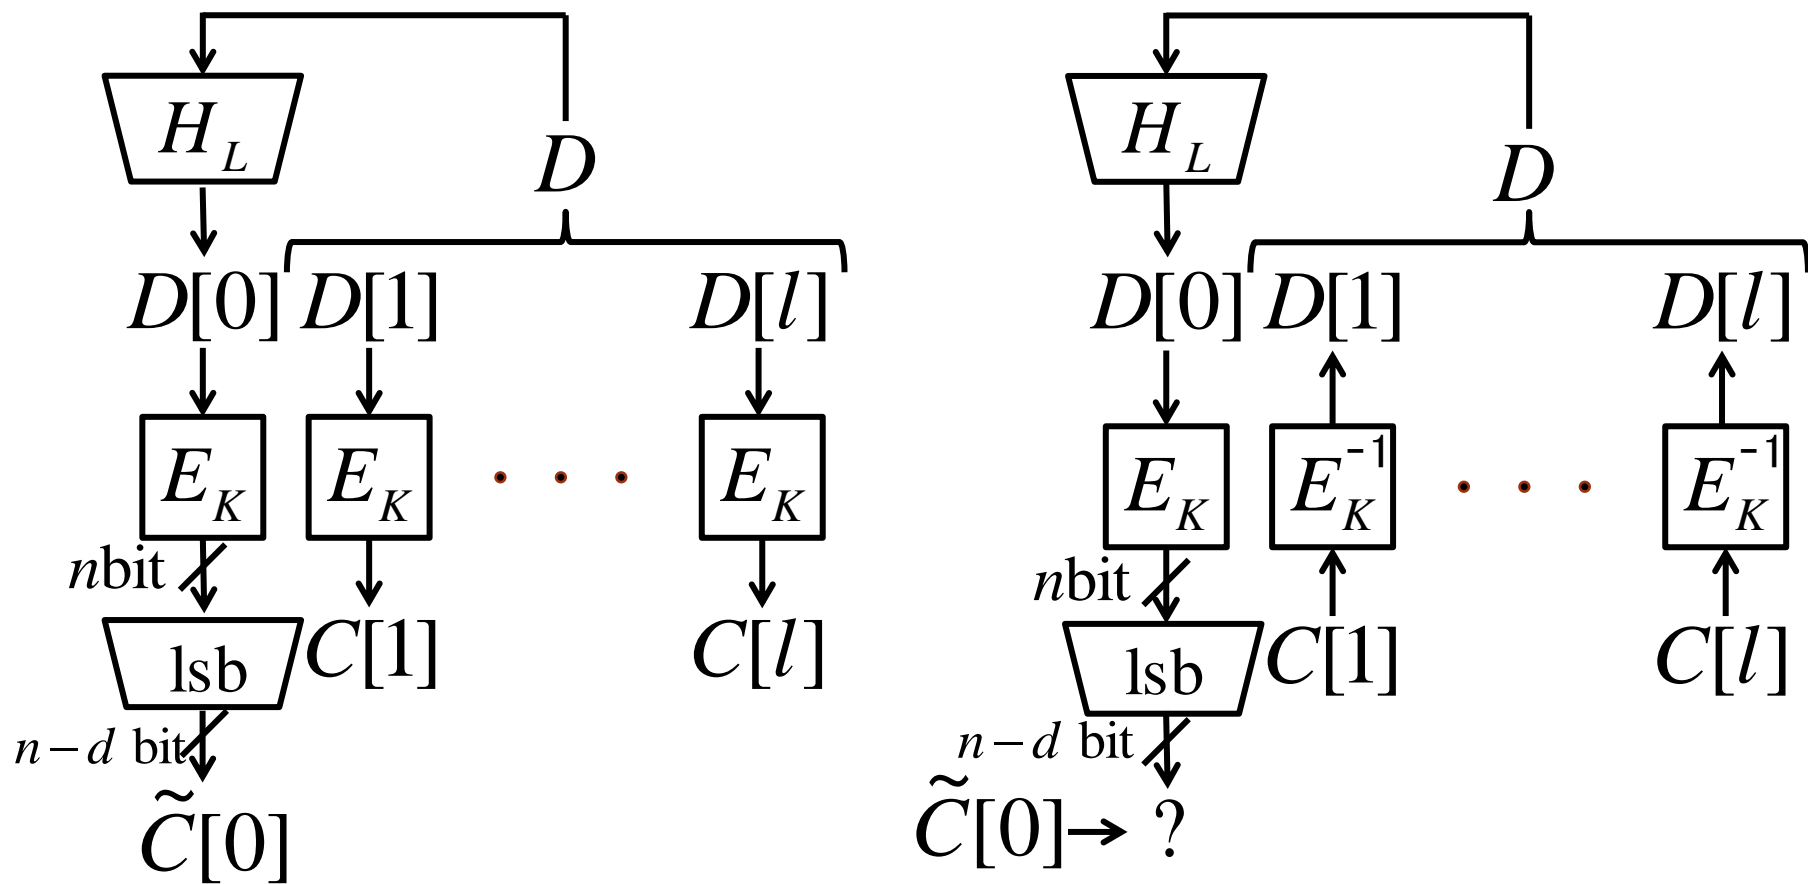 H_L H_L
D D
D[0] D[1] D[l] D[0] D[1] D[l]
E_K E_K · · · E_K E_K E_K^{-1} · · · E_K^{-1}
nbit nbit
lsb C[1] C[l] lsb C[1] C[l]
n−d bit n−d bit
C̃[0] C̃[0] → ?